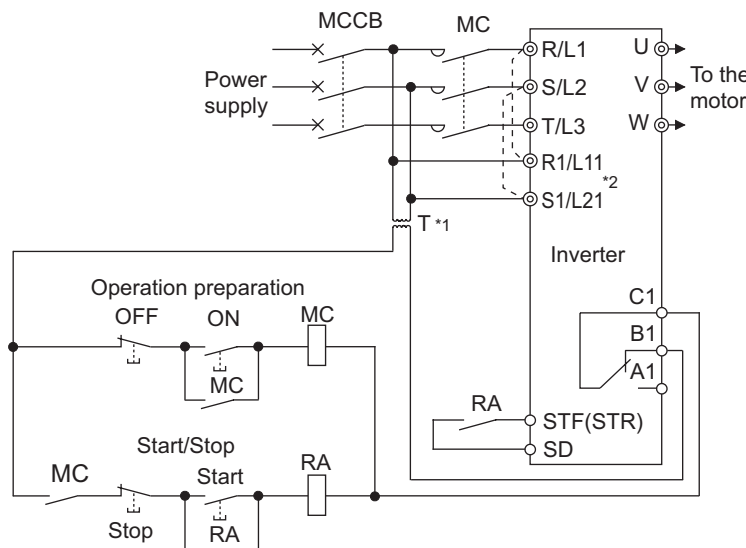 MCCB
MC
R/L1
U
Power
supply
S/L2
V
To the
motor
T/L3
W
R1/L11
S1/L21
*2
T *1
Inverter
Operation preparation
OFF
ON
MC
MC
C1
B1
A1
RA
STF(STR)
SD
Start/Stop
MC
Start
RA
Stop
RA